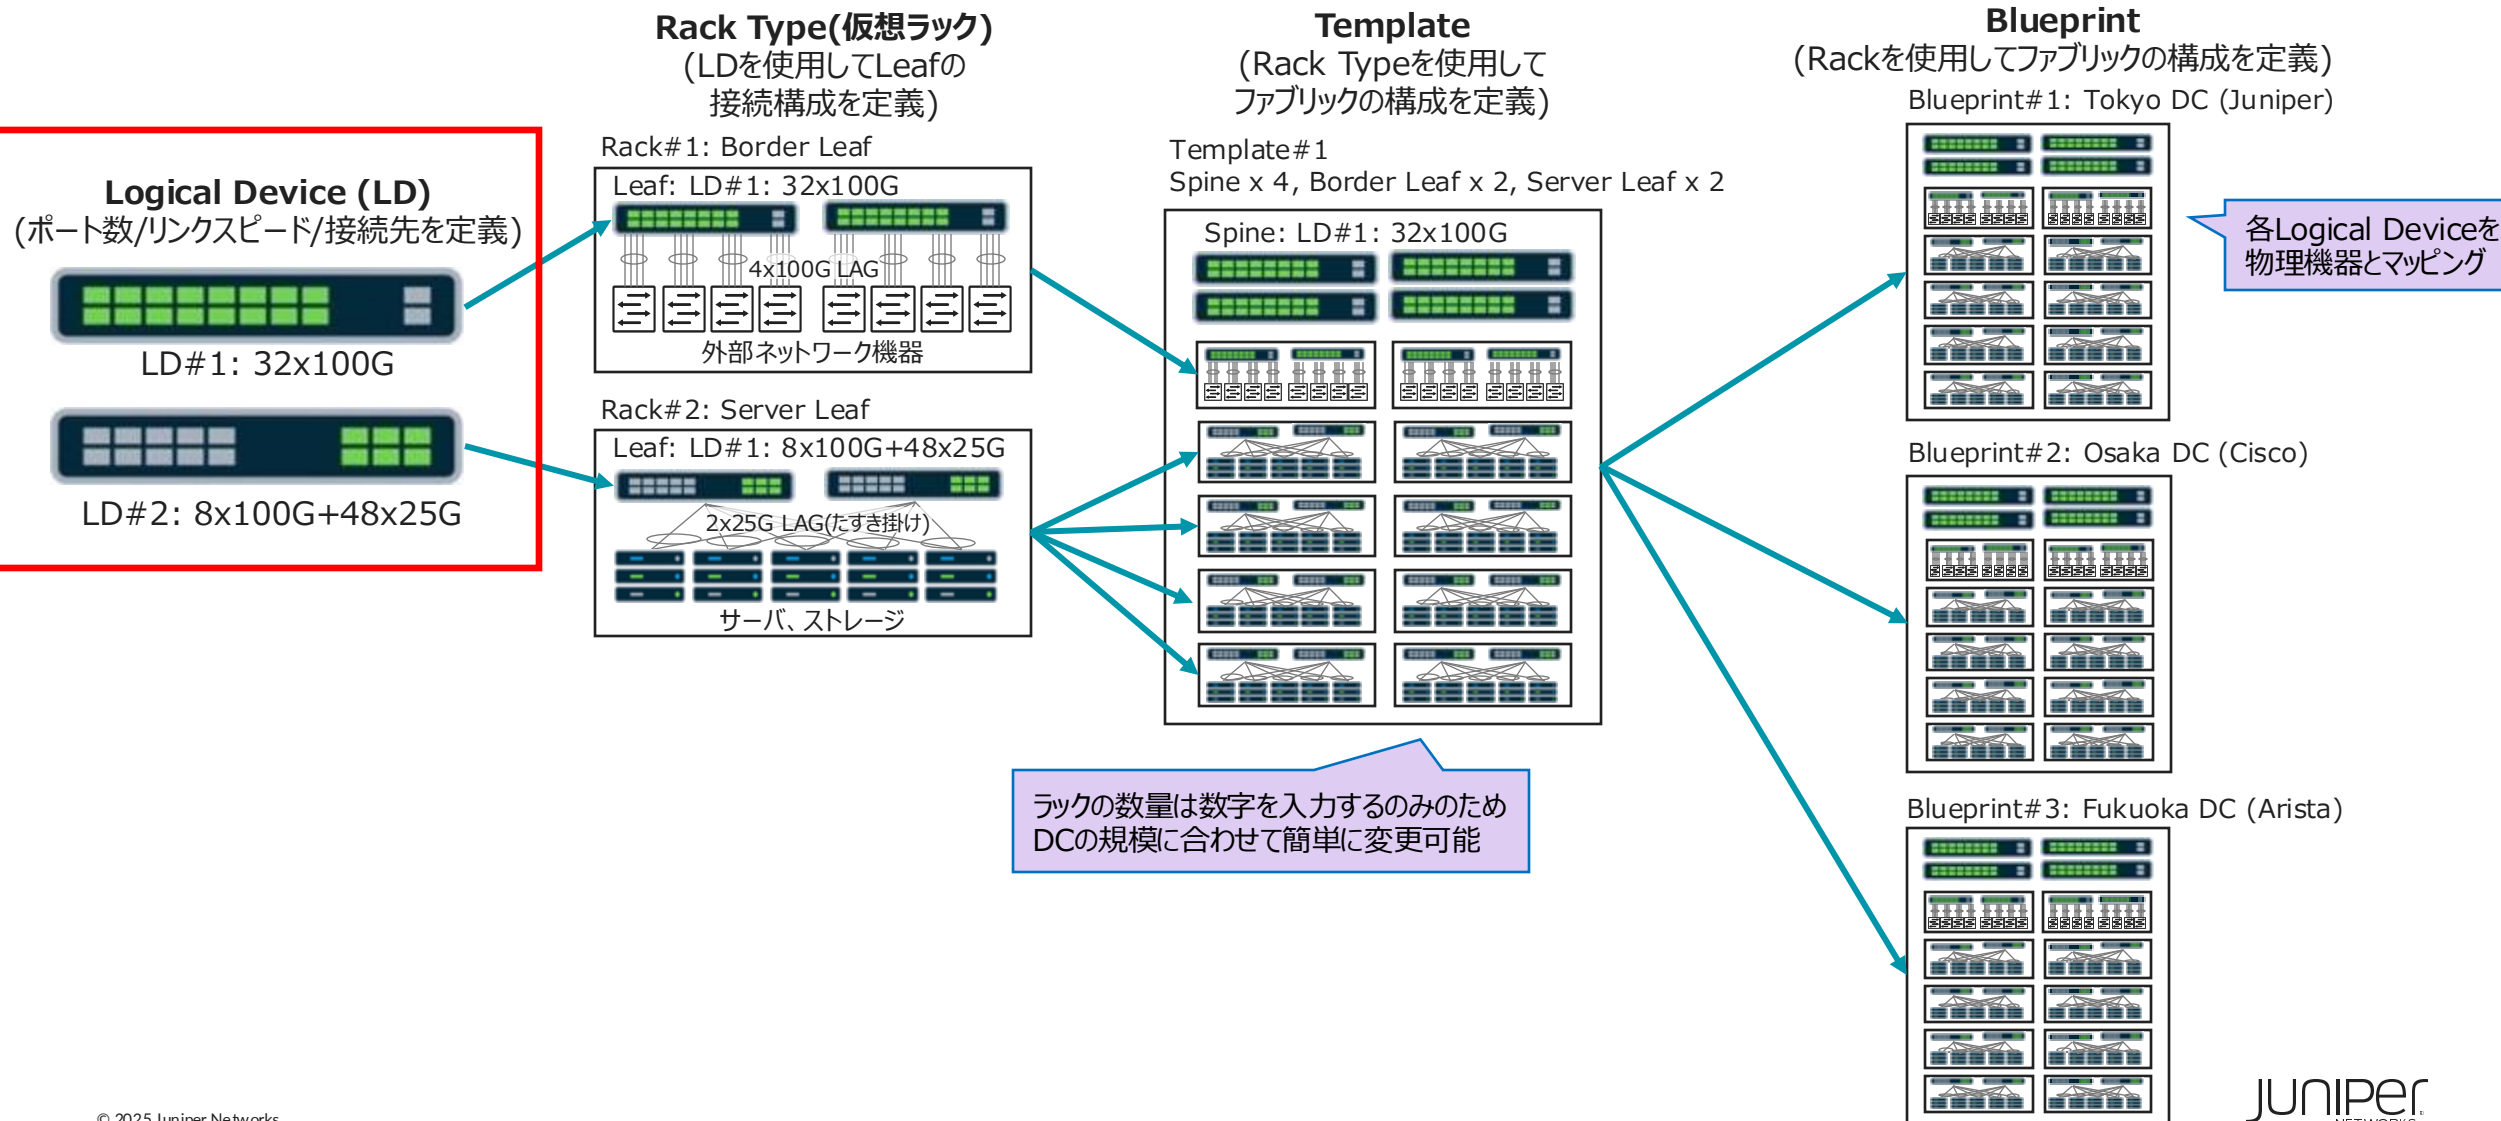 Logical Device (LD)
(ポート数/リンクスピード/接続先を定義)
LD#1: 32x100G
LD#2: 8x100G+48x25G
Rack Type(仮想ラック)
(LDを使用してLeafの
接続構成を定義)
Rack#1: Border Leaf
Leaf: LD#1: 32x100G
4x100G LAG
外部ネットワーク機器
Rack#2: Server Leaf
Leaf: LD#1: 8x100G+48x25G
2x25G LAG(たすき掛け)
サーバ、ストレージ
Template
(Rack Typeを使用して
ファブリックの構成を定義)
Template#1
Spine x 4, Border Leaf x 2, Server Leaf x 2
Spine: LD#1: 32x100G
ラックの数量は数字を入力するのみのため
DCの規模に合わせて簡単に変更可能
Blueprint
(Rackを使用してファブリックの構成を定義)
Blueprint#1: Tokyo DC (Juniper)
各Logical Deviceを
物理機器とマッピング
Blueprint#2: Osaka DC (Cisco)
Blueprint#3: Fukuoka DC (Arista)
© 2025 Juniper Networks
JUNIPER
NETWORKS